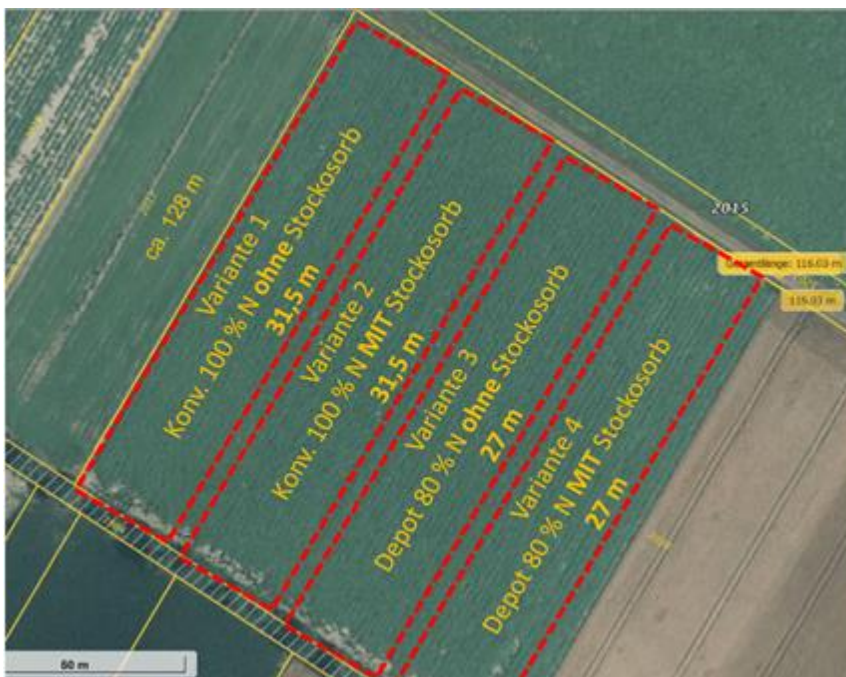 ca. 128 m
Variante 1
Konv. 100 % N ohne Stockosorb
31,5 m
Variante 2
Konv. 100 % N MIT Stockosorb
31,5 m
Variante 3
Depot 80 % N ohne Stockosorb
27 m
Variante 4
Depot 80 % N MIT Stockosorb
27 m
2015
116.03 m
50 m